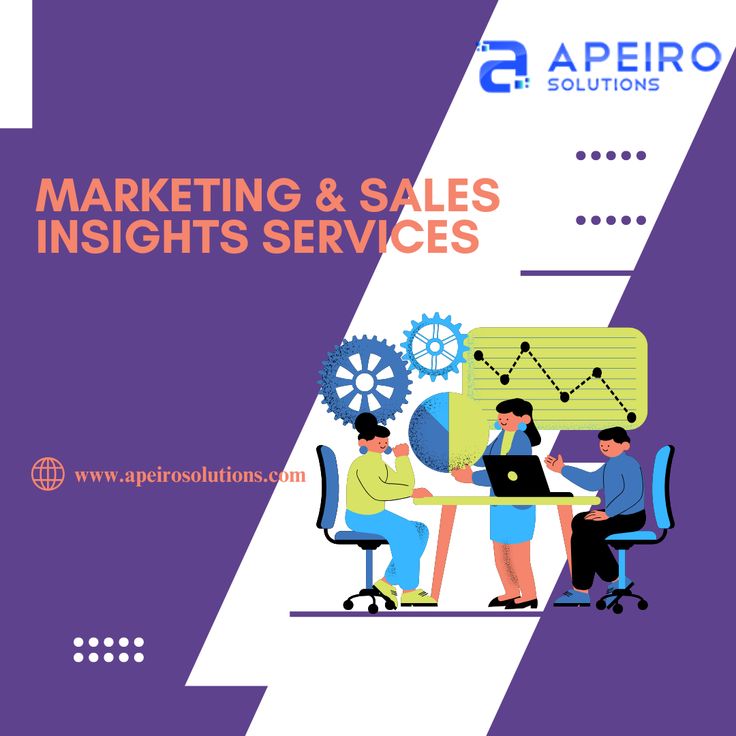 APEIRO
SOLUTIONS
MARKETING & SALES
INSIGHTS SERVICES
www.apeirosolutions.com